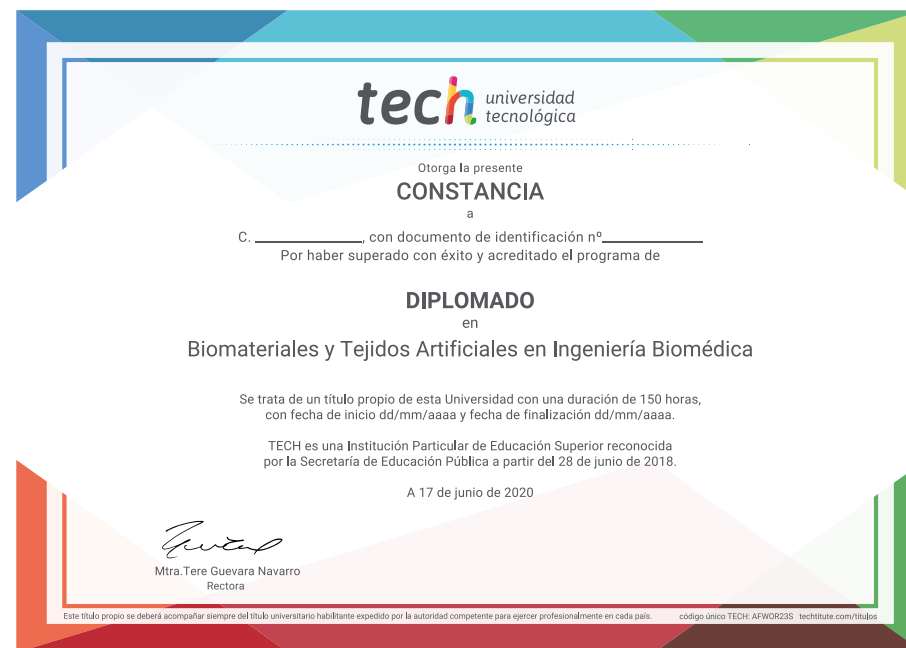 tech universidad
tecnológica
Otorga la presente
CONSTANCIA
a
C. ____________, con documento de identificación nº____________
Por haber superado con éxito y acreditado el programa de
DIPLOMADO
en
Biomateriales y Tejidos Artificiales en Ingeniería Biomédica
Se trata de un título propio de esta Universidad con una duración de 150 horas,
con fecha de inicio dd/mm/aaaa y fecha de finalización dd/mm/aaaa.
TECH es una Institución Particular de Educación Superior reconocida
por la Secretaría de Educación Pública a partir del 28 de junio de 2018.
A 17 de junio de 2020
Mtra.Tere Guevara Navarro
Rectora
Este título propio se deberá acompañar siempre del título universitario habilitante expedido por la autoridad competente para ejercer profesionalmente en cada país. código único TECH: AFWOR23S techtitute.com/titulos